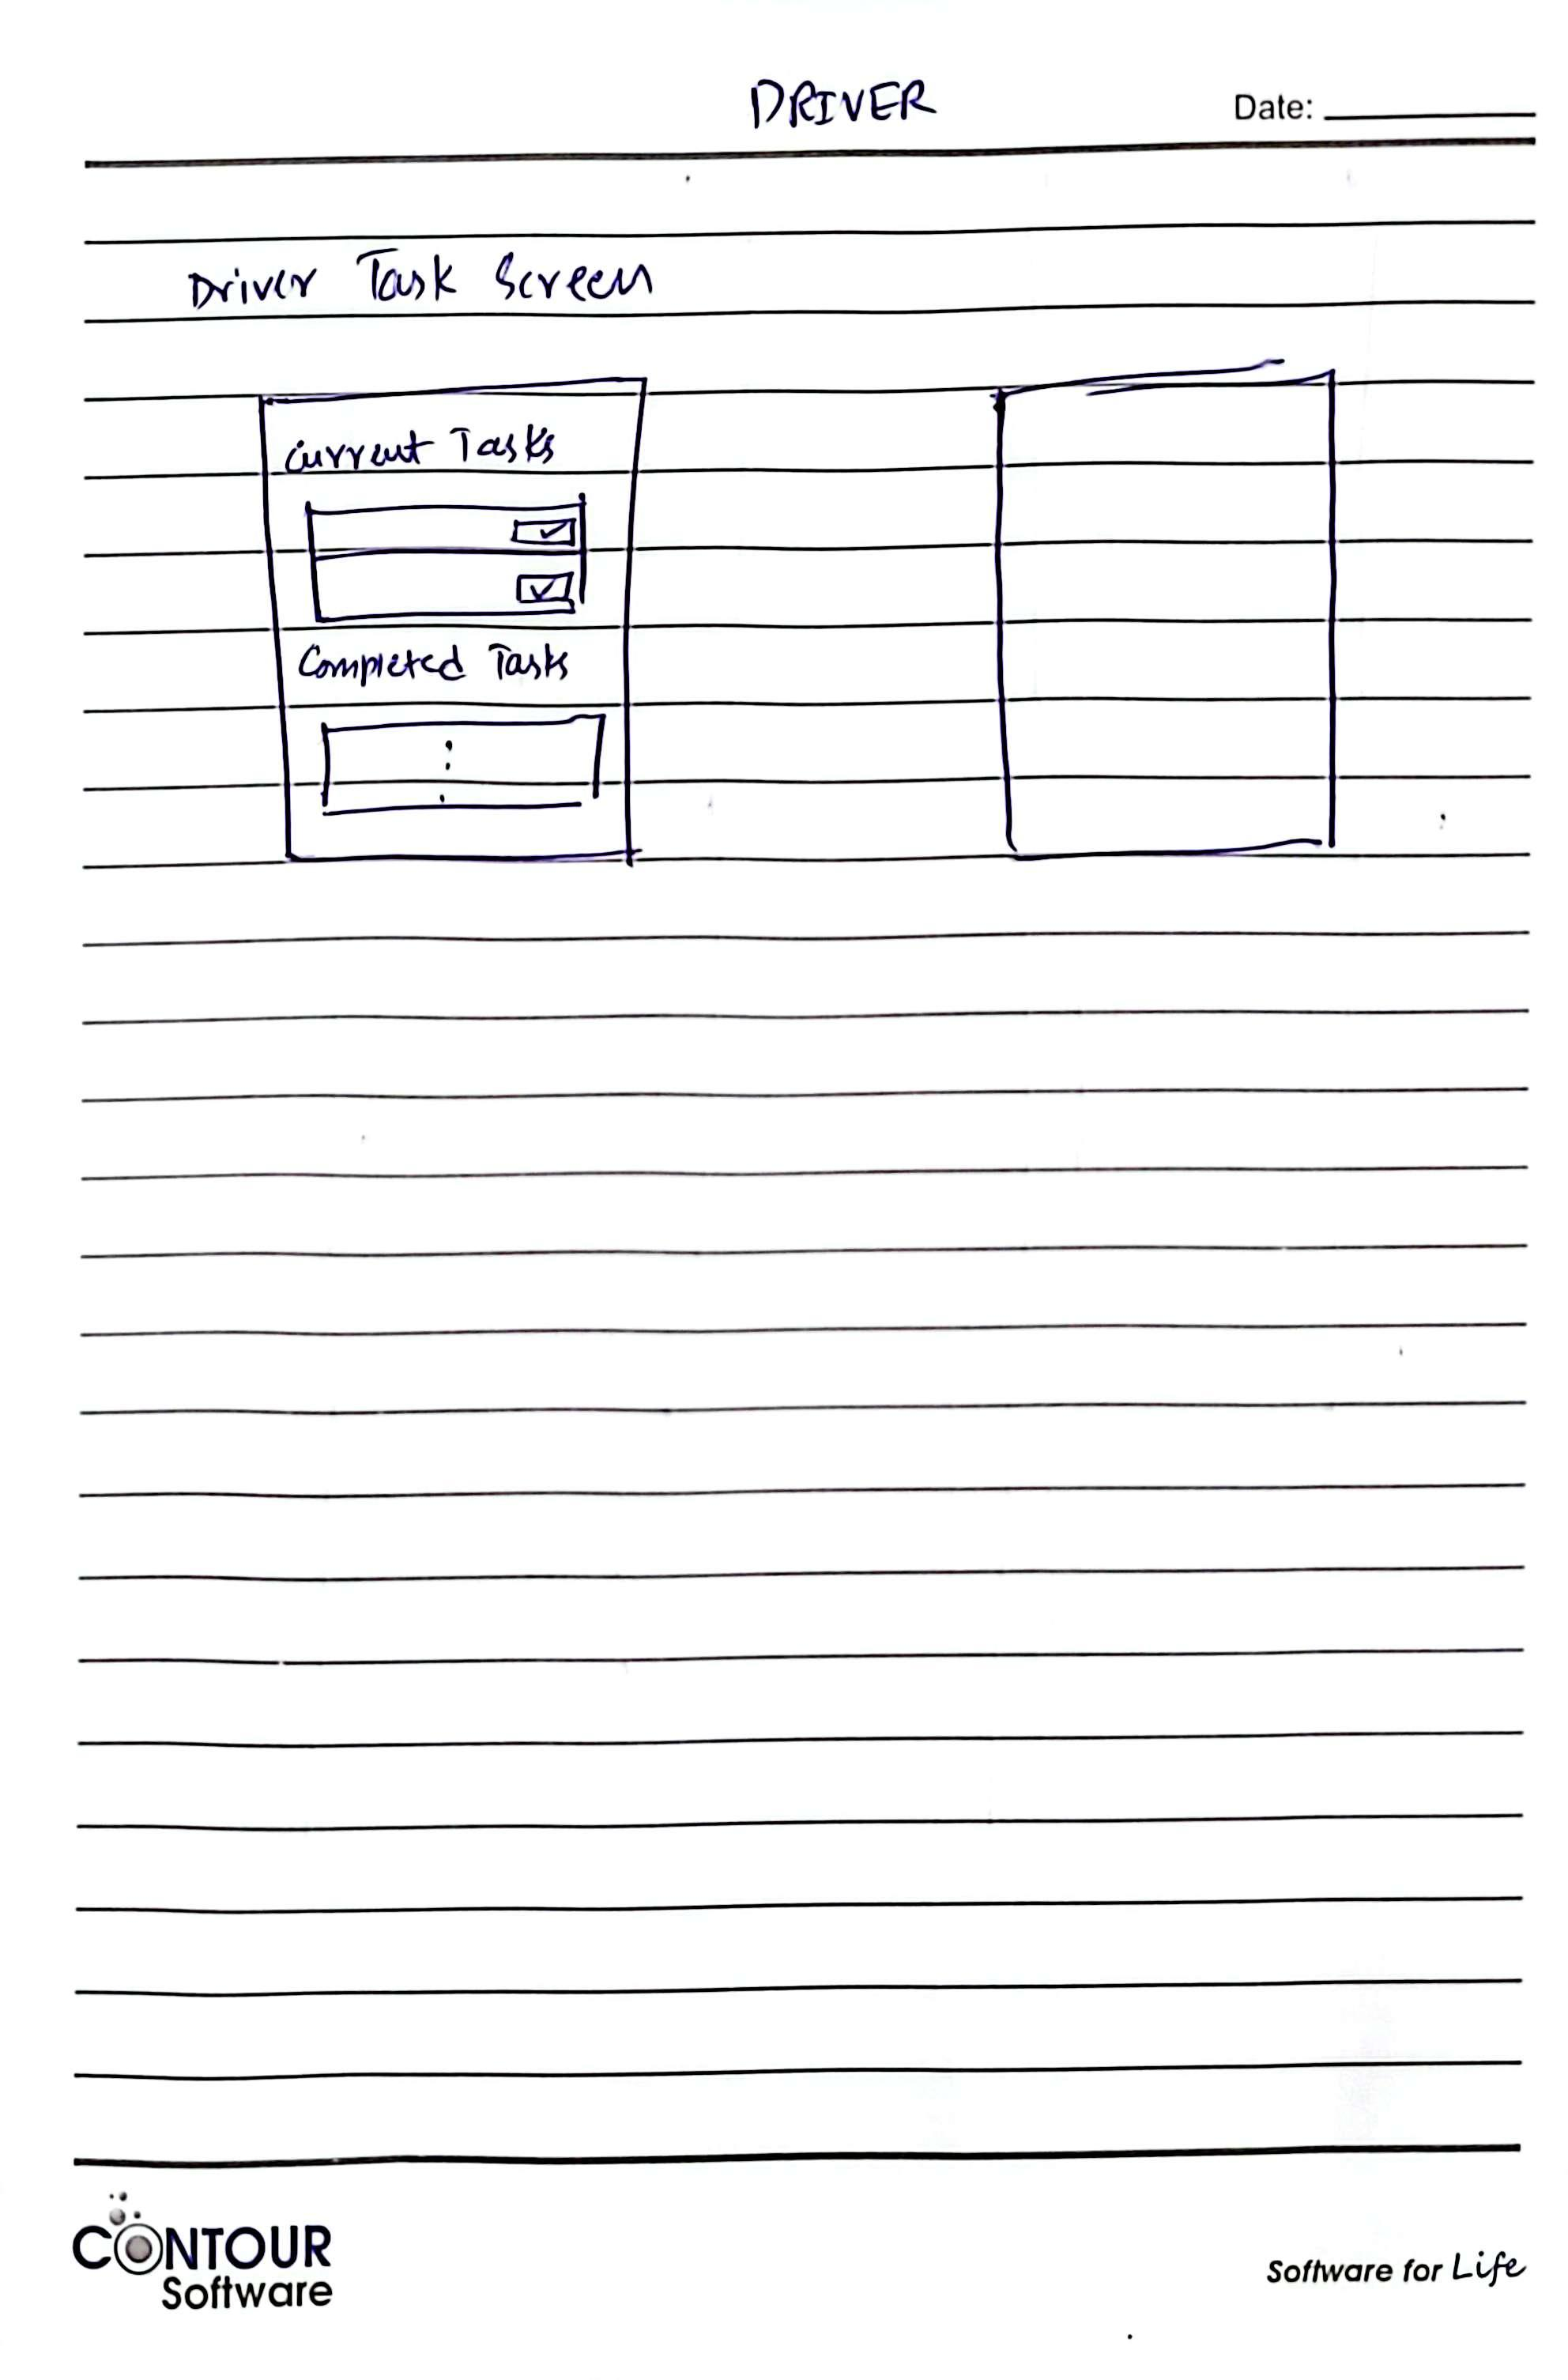 DRIVER
Date:
Driver Task Screen
Current Tasks
Completed Tasks
CONTOUR
Software
Software for Life